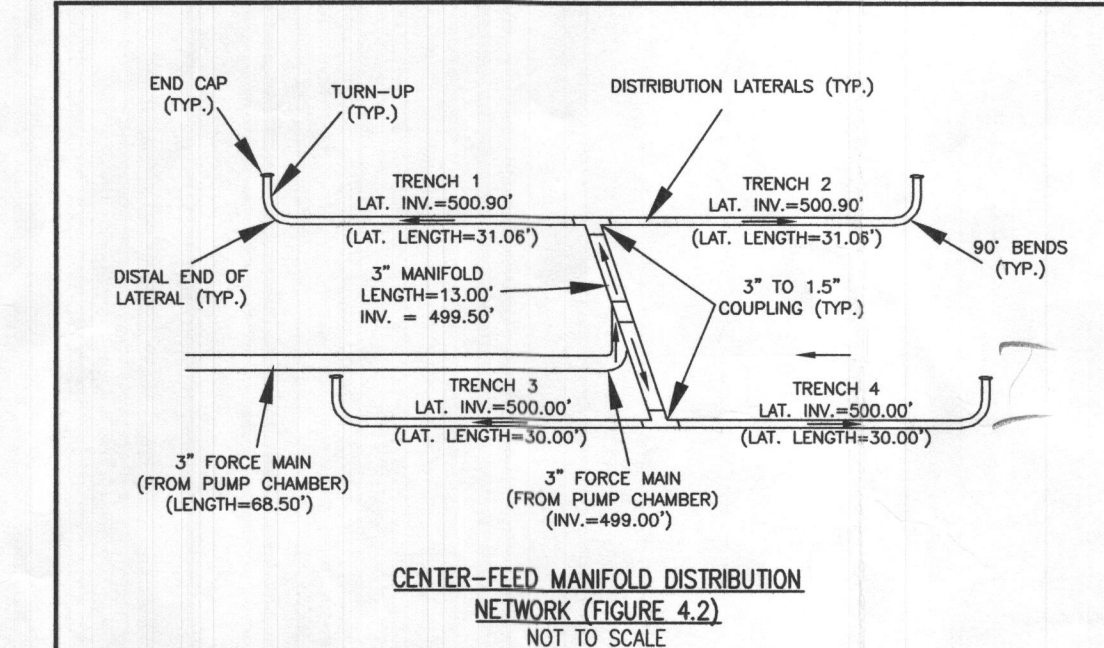 END CAP
(TYP.)
TURN-UP
(TYP.)
DISTRIBUTION LATERALS (TYP.)
TRENCH 1
LAT. INV.=500.90'
(LAT. LENGTH=31.06')
TRENCH 2
LAT. INV.=500.90'
(LAT. LENGTH=31.06')
90° BENDS
(TYP.)
DISTAL END OF
LATERAL (TYP.)
3" MANIFOLD
LENGTH=13.00'
INV. = 499.50'
3" TO 1.5"
COUPLING (TYP.)
TRENCH 3
LAT. INV.=500.00'
(LAT. LENGTH=30.00')
TRENCH 4
LAT. INV.=500.00'
(LAT. LENGTH=30.00')
3" FORCE MAIN
(FROM PUMP CHAMBER)
(LENGTH=68.50')
3" FORCE MAIN
(FROM PUMP CHAMBER)
(INV.=499.00')
CENTER-FEED MANIFOLD DISTRIBUTION
NETWORK (FIGURE 4.2)
NOT TO SCALE